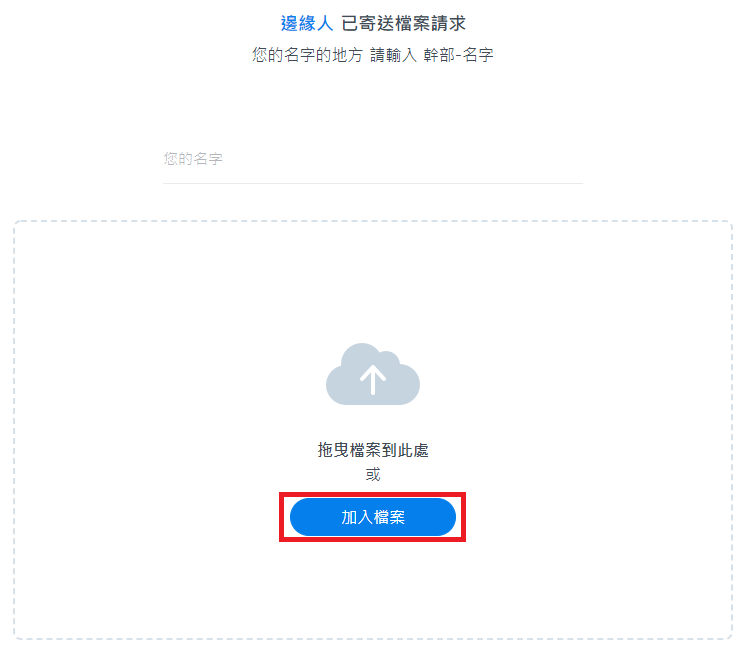 邊緣人 已寄送檔案請求
您的名字的地方 請輸入 幹部-名字
您的名字
拖曳檔案到此處
或
加入檔案